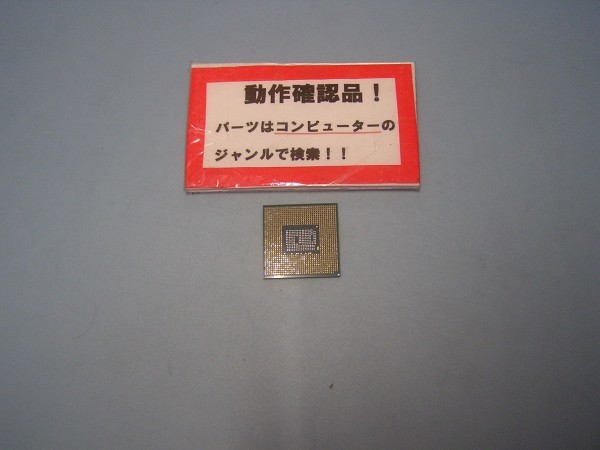 動作確認品！
パーツはコンピューターの
ジャンルで検索！！